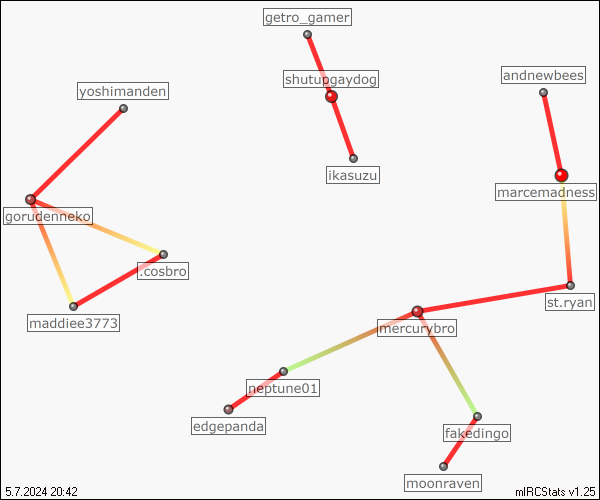 getro_gamer
shutupgaydog
andnewbees
yoshimanden
ikasuzu
marcemadness
gorudenneko
.cosbro
st.ryan
maddiee3773
mercurybro
neptune01
edgepanda
fakedingo
moonraven
5.7.2024 20:42
mIRCStats v1.25